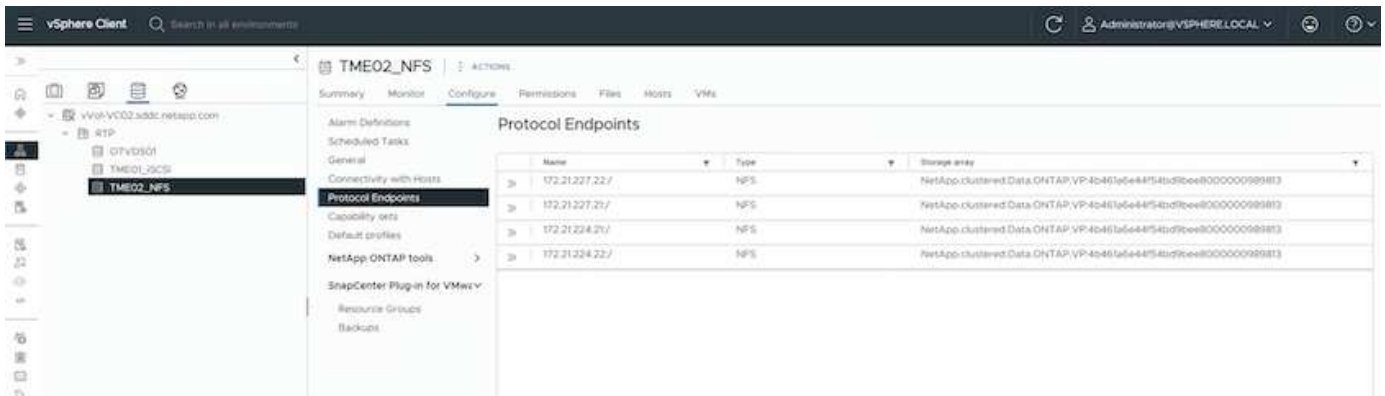 vSphere Client Search in all environments Administrator@VSPHERE.LOCAL
TME02_NFS ACTIONS
Summary Monitor Configure Permissions Files Hosts VMs
vVol-VC02.sddc.netapp.com
RTP
OTVDS01
TME01_iSCSI
TME02_NFS
Alarm Definitions
Scheduled Tasks
General
Connectivity with Hosts
Protocol Endpoints
Capability sets
Default profiles
NetApp ONTAP tools
SnapCenter Plug-in for VMwa
Resource Groups
Backups
Protocol Endpoints
Name Type Storage array
172.21.227.22:/ NFS
172.21.227.21:/ NFS
172.21.224.21:/ NFS
172.21.224.22:/ NFS